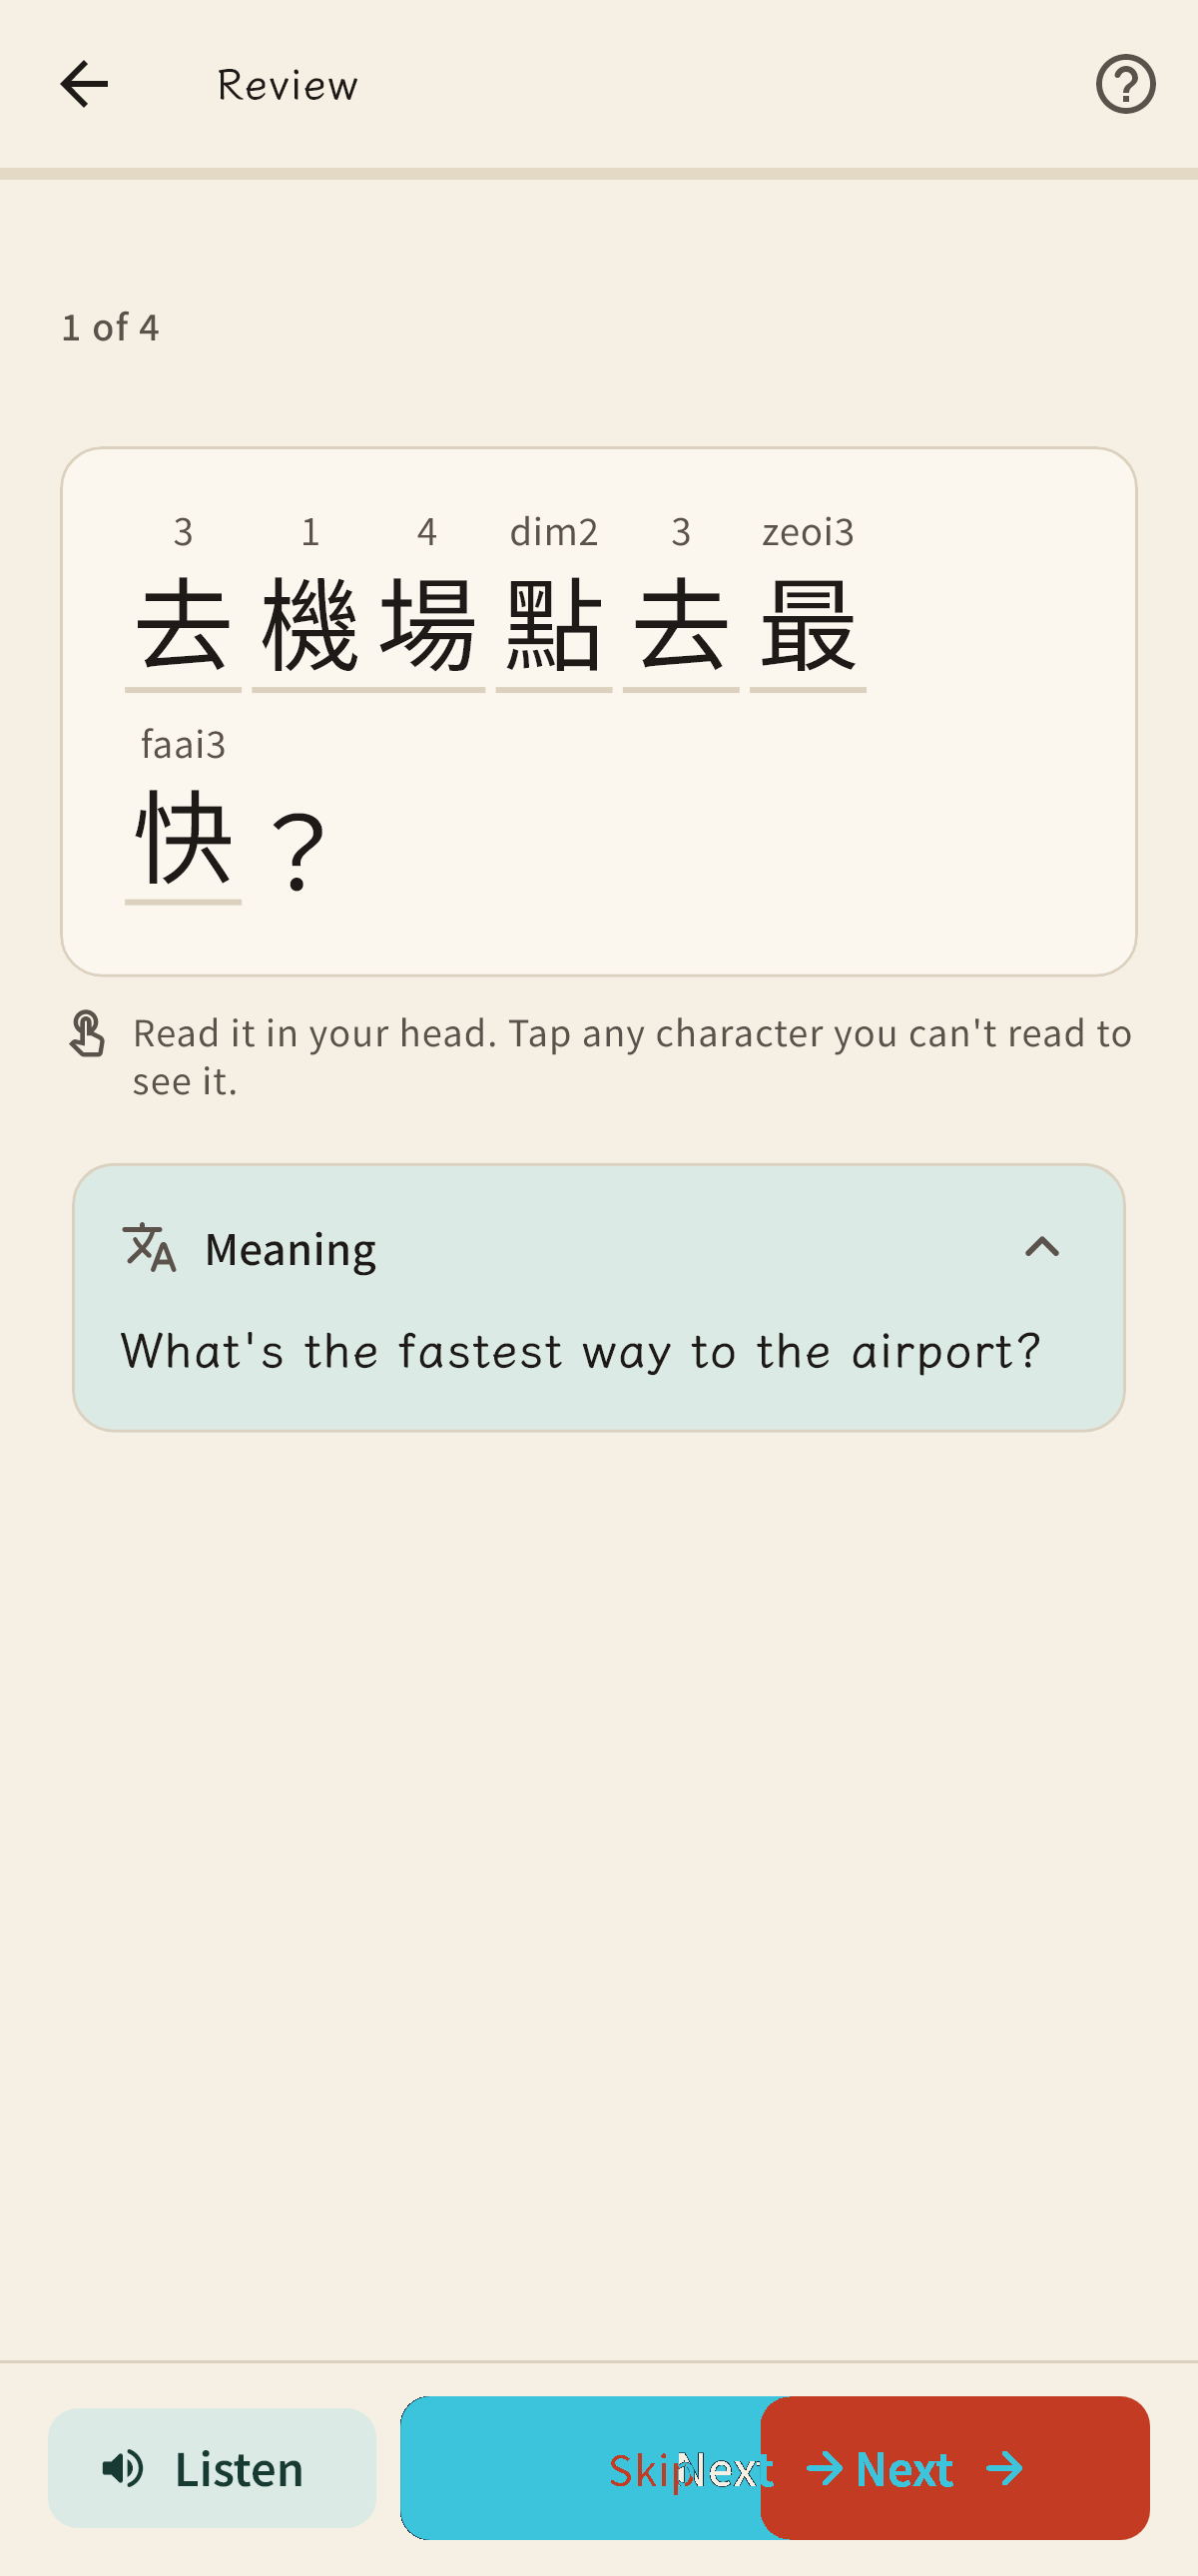 Review
1 of 4
3 1 4 dim2 3 zeoi3
去機場點去最
faai3
快？
Read it in your head. Tap any character you can't read to
see it.
Meaning
What's the fastest way to the airport?
Listen Skip Next → Next →